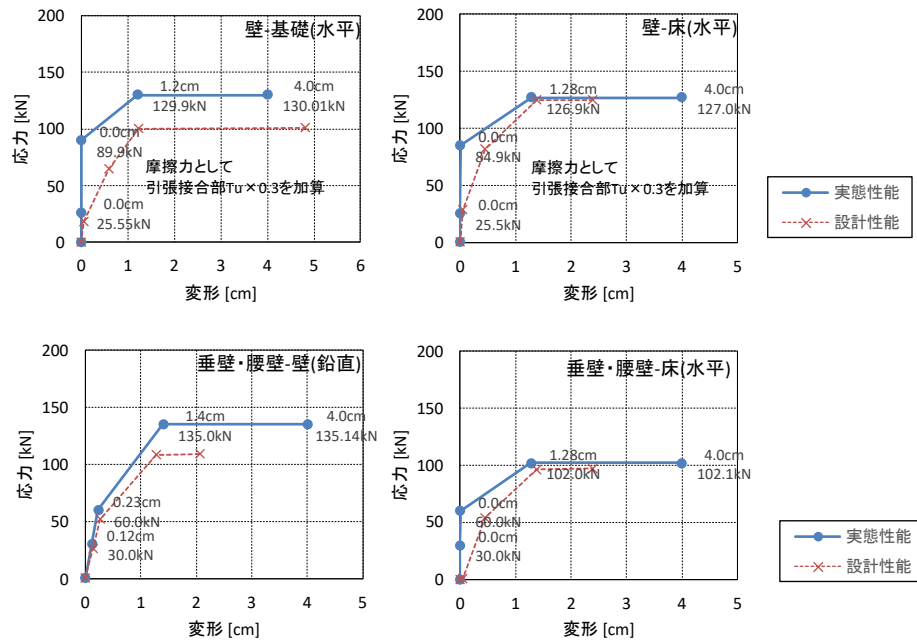 壁-基礎(水平)
応力 [kN]
200
150
100
50
0
1.2cm
129.9kN
4.0cm
130.01kN
0.0cm
89.9kN
摩擦力として
引張接合部Tu×0.3を加算
0.0cm
25.55kN
0 1 2 3 4 5 6
変形 [cm]
壁-床(水平)
応力 [kN]
200
150
100
50
0
1.28cm
126.9kN
4.0cm
127.0kN
0.0cm
84.9kN
摩擦力として
引張接合部Tu×0.3を加算
0.0cm
25.5kN
0 1 2 3 4 5
変形 [cm]
実態性能
設計性能
垂壁・腰壁-壁(鉛直)
応力 [kN]
200
150
100
50
0
1.4cm
135.0kN
4.0cm
135.14kN
0.23cm
60.0kN
0.12cm
30.0kN
0 1 2 3 4 5
変形 [cm]
垂壁・腰壁-床(水平)
応力 [kN]
200
150
100
50
0
1.28cm
102.0kN
4.0cm
102.1kN
0.0cm
60.0kN
0.0cm
30.0kN
0 1 2 3 4 5
変形 [cm]
実態性能
設計性能